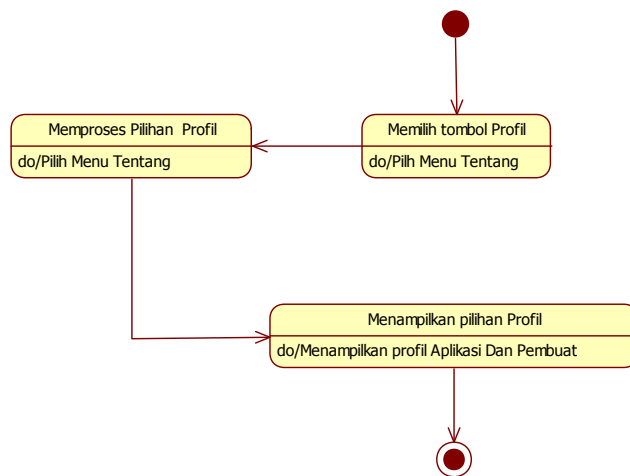 Memilih tombol Profil
do/Pilh Menu Tentang
Memproses Pilihan  Profil
do/Pilih Menu Tentang
Menampilkan pilihan Profil
do/Menampilkan profil Aplikasi Dan Pembuat